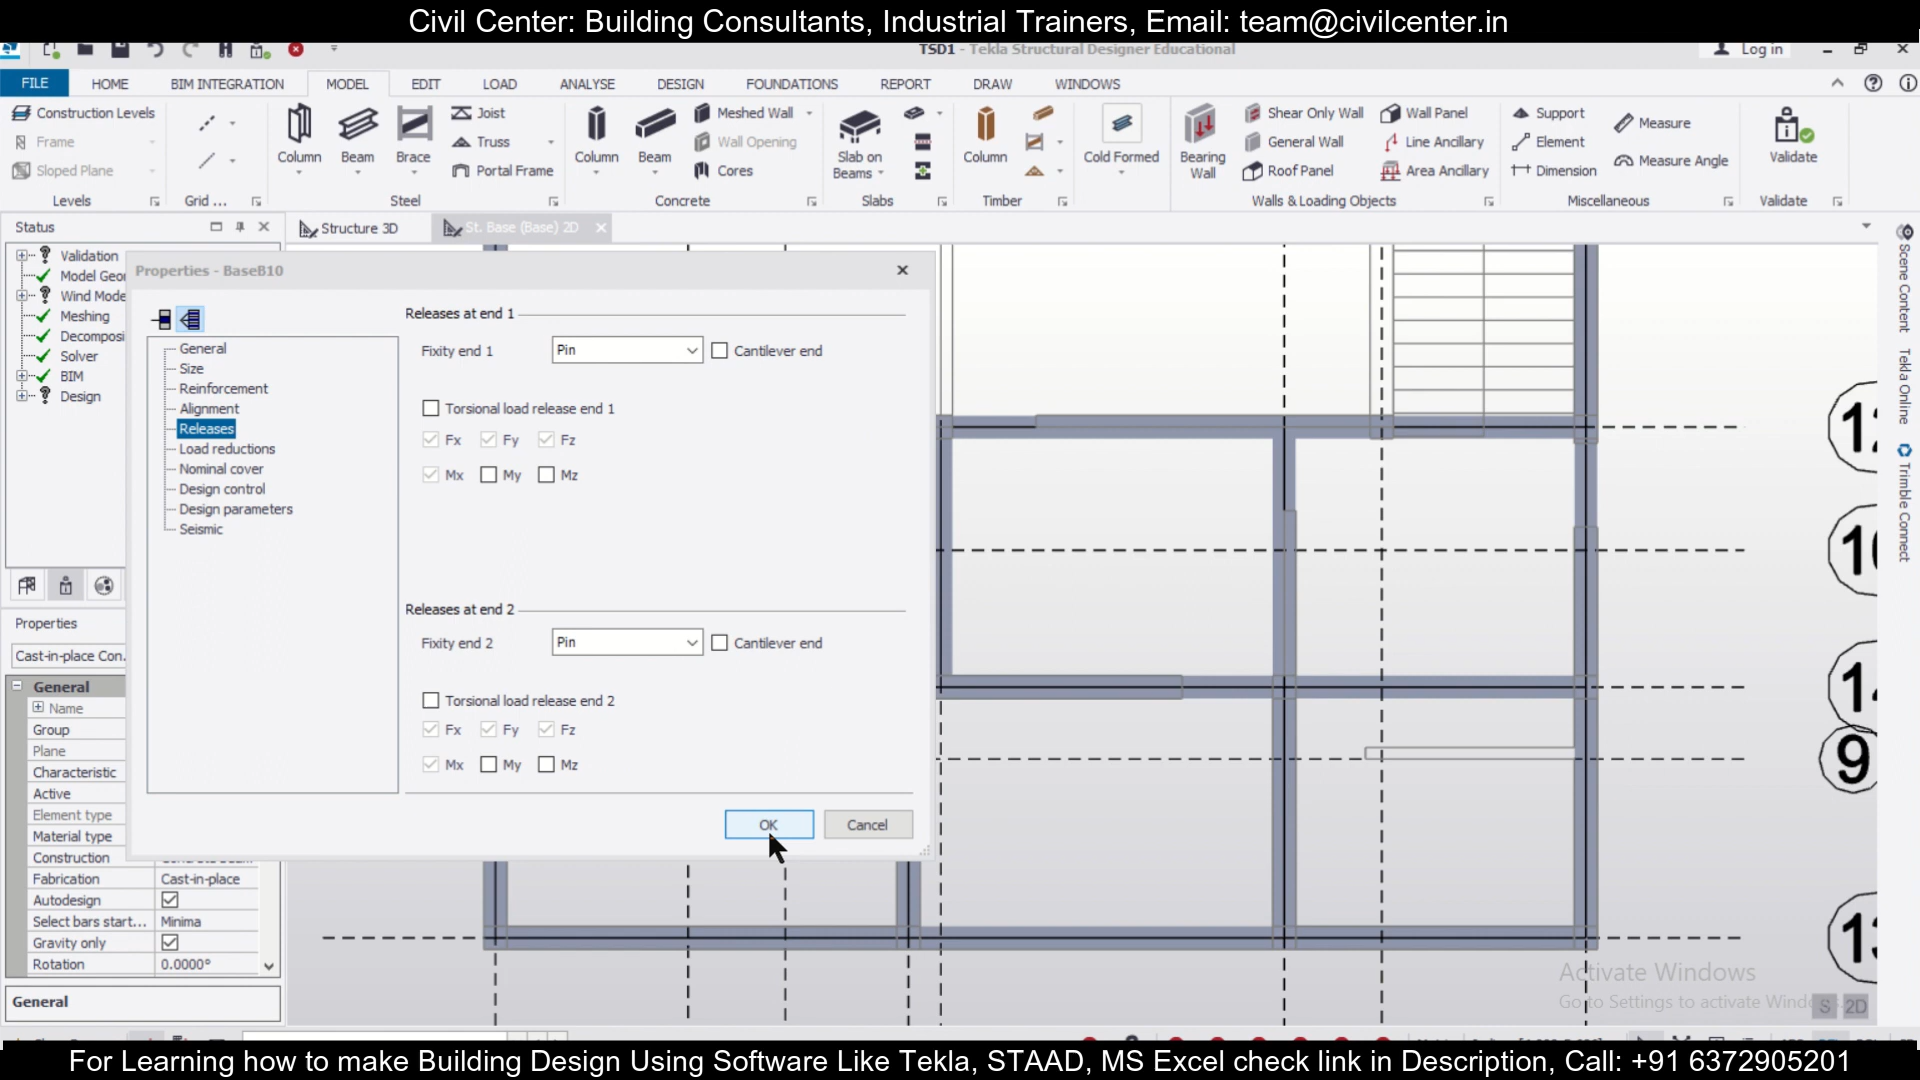 Civil Center: Building Consultants, Industrial Trainers, Email: team@civilcenter.in
TSD1 - Tekla Structural Designer Educational
Log in
FILE HOME BIM INTEGRATION MODEL EDIT LOAD ANALYSE DESIGN FOUNDATIONS REPORT DRAW WINDOWS
Construction Levels
Frame
Sloped Plane
Levels
Grid ...
Column
Beam
Brace
Joist
Truss
Portal Frame
Steel
Column
Beam
Meshed Wall
Wall Opening
Cores
Concrete
Slab on
Beams
Slabs
Column
Timber
Cold Formed
Bearing
Wall
Shear Only Wall
General Wall
Roof Panel
Wall Panel
Line Ancillary
Area Ancillary
Walls & Loading Objects
Support
Element
Dimension
Measure
Measure Angle
Miscellaneous
Validate
Validate
Status
Structure 3D
St. Base (Base) 2D
Validation
Model Geo
Wind Mode
Meshing
Decomposi
Solver
BIM
Design
Properties - BaseB10
General
Size
Reinforcement
Alignment
Releases
Load reductions
Nominal cover
Design control
Design parameters
Seismic
Releases at end 1
Fixity end 1 Pin Cantilever end
Torsional load release end 1
Fx Fy Fz
Mx My Mz
Releases at end 2
Fixity end 2 Pin Cantilever end
Torsional load release end 2
Fx Fy Fz
Mx My Mz
OK Cancel
Properties
Cast-in-place Con.
General
Name
Group
Plane
Characteristic
Active
Element type
Material type
Construction
Fabrication Cast-in-place
Autodesign
Select bars start... Minima
Gravity only
Rotation 0.0000°
General
Scene Content
Tekla Online
Trimble Connect
9
Activate Windows
Go to Settings to activate Windo
S 2D
For Learning how to make Building Design Using Software Like Tekla, STAAD, MS Excel check link in Description, Call: +91 6372905201